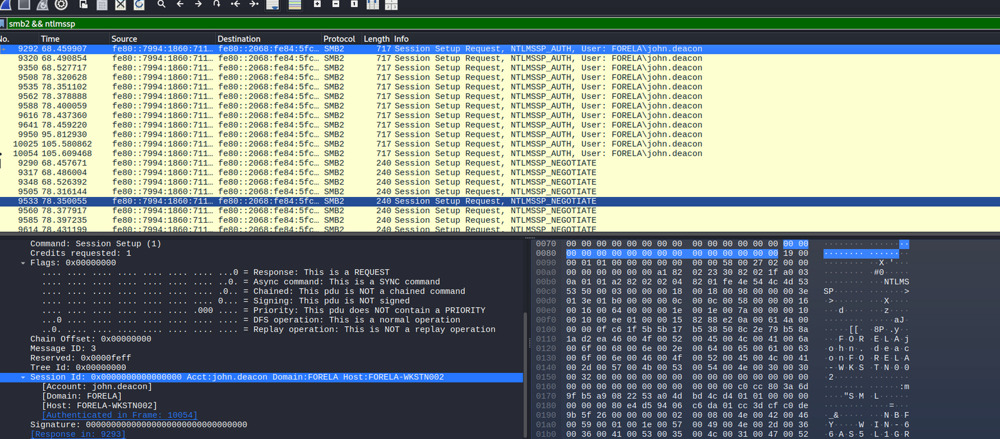 smb2 && ntlmssp
No. Time Source Destination Protocol Length Info
9292 68.459907 fe80::7994:1860:711… fe80::2068:fe84:5fc… SMB2 717 Session Setup Request, NTLMSSP_AUTH, User: FORELA\john.deacon
9320 68.490854 fe80::7994:1860:711… fe80::2068:fe84:5fc… SMB2 717 Session Setup Request, NTLMSSP_AUTH, User: FORELA\john.deacon
9350 68.527717 fe80::7994:1860:711… fe80::2068:fe84:5fc… SMB2 717 Session Setup Request, NTLMSSP_AUTH, User: FORELA\john.deacon
9508 78.320628 fe80::7994:1860:711… fe80::2068:fe84:5fc… SMB2 717 Session Setup Request, NTLMSSP_AUTH, User: FORELA\john.deacon
9535 78.351102 fe80::7994:1860:711… fe80::2068:fe84:5fc… SMB2 717 Session Setup Request, NTLMSSP_AUTH, User: FORELA\john.deacon
9562 78.378888 fe80::7994:1860:711… fe80::2068:fe84:5fc… SMB2 717 Session Setup Request, NTLMSSP_AUTH, User: FORELA\john.deacon
9588 78.400059 fe80::7994:1860:711… fe80::2068:fe84:5fc… SMB2 717 Session Setup Request, NTLMSSP_AUTH, User: FORELA\john.deacon
9616 78.437360 fe80::7994:1860:711… fe80::2068:fe84:5fc… SMB2 717 Session Setup Request, NTLMSSP_AUTH, User: FORELA\john.deacon
9641 78.459220 fe80::7994:1860:711… fe80::2068:fe84:5fc… SMB2 717 Session Setup Request, NTLMSSP_AUTH, User: FORELA\john.deacon
9950 95.812930 fe80::7994:1860:711… fe80::2068:fe84:5fc… SMB2 717 Session Setup Request, NTLMSSP_AUTH, User: FORELA\john.deacon
10025 105.580862 fe80::7994:1860:711… fe80::2068:fe84:5fc… SMB2 717 Session Setup Request, NTLMSSP_AUTH, User: FORELA\john.deacon
10054 105.609468 fe80::7994:1860:711… fe80::2068:fe84:5fc… SMB2 717 Session Setup Request, NTLMSSP_AUTH, User: FORELA\john.deacon
9290 68.457671 fe80::7994:1860:711… fe80::2068:fe84:5fc… SMB2 240 Session Setup Request, NTLMSSP_NEGOTIATE
9317 68.486004 fe80::7994:1860:711… fe80::2068:fe84:5fc… SMB2 240 Session Setup Request, NTLMSSP_NEGOTIATE
9348 68.526392 fe80::7994:1860:711… fe80::2068:fe84:5fc… SMB2 240 Session Setup Request, NTLMSSP_NEGOTIATE
9505 78.316144 fe80::7994:1860:711… fe80::2068:fe84:5fc… SMB2 240 Session Setup Request, NTLMSSP_NEGOTIATE
9533 78.350055 fe80::7994:1860:711… fe80::2068:fe84:5fc… SMB2 240 Session Setup Request, NTLMSSP_NEGOTIATE
9560 78.377917 fe80::7994:1860:711… fe80::2068:fe84:5fc… SMB2 240 Session Setup Request, NTLMSSP_NEGOTIATE
9585 78.397235 fe80::7994:1860:711… fe80::2068:fe84:5fc… SMB2 240 Session Setup Request, NTLMSSP_NEGOTIATE
9614 78.431199 fe80::7994:1860:711… fe80::2068:fe84:5fc… SMB2 240 Session Setup Request, NTLMSSP_NEGOTIATE
Command: Session Setup (1)
Credits requested: 1
Flags: 0x00000000
.... .... .... .... .... .... .... ...0 = Response: This is a REQUEST
.... .... .... .... .... .... .... ..0. = Async command: This is a SYNC command
.... .... .... .... .... .... .... .0.. = Chained: This pdu is NOT a chained command
.... .... .... .... .... .... .... 0... = Signing: This pdu is NOT signed
.... .... .... .... .... .... .000 .... = Priority: This pdu does NOT contain a PRIORITY
...0 .... .... .... .... .... .... .... = DFS operation: This is a normal operation
..0. .... .... .... .... .... .... .... = Replay operation: This is NOT a replay operation
Chain Offset: 0x00000000
Message ID: 3
Reserved: 0x0000feff
Tree Id: 0x00000000
Session Id: 0x0000000000000000 Acct:john.deacon Domain:FORELA Host:FORELA-WKSTN002
[Account: john.deacon]
[Domain: FORELA]
[Host: FORELA-WKSTN002]
[Authenticated in Frame: 10054]
Signature: 00000000000000000000000000000000
[Response in: 9293]
0070 00 00 00 00 00 00 00 00 00 00 00 00 00 00 00 00 ········ ········
0080 00 00 00 00 00 00 00 00 00 00 00 00 00 00 19 00 ········ ········
0090 00 01 01 00 00 00 00 00 00 00 58 00 27 02 00 00 ········ ··X·'···
00a0 00 00 00 00 00 00 a1 82 02 23 30 82 02 1f a0 03 ········ ·#0·····
00b0 0a 01 01 a2 82 02 02 04 82 01 fe 4e 54 4c 4d 53 ········ ···NTLMS
00c0 53 50 00 03 00 00 00 18 00 18 00 98 00 00 00 3e SP······ ·······>
00d0 01 3e 01 b0 00 00 00 0c 00 0c 00 58 00 00 00 16 ·>······ ···X····
00e0 00 16 00 64 00 00 00 1e 00 1e 00 7a 00 00 00 10 ···d···· ···z····
00f0 00 10 00 ee 01 00 00 15 82 88 e2 0a 00 61 4a 00 ········ ·····aJ·
0100 00 00 0f c6 1f 5b 5b 17 b5 38 50 8c 2e 79 b5 8a ·····[[· ·8P·.y··
0110 1a d2 ea 46 00 4f 00 52 00 45 00 4c 00 41 00 6a ···F·O·R ·E·L·A·j
0120 00 6f 00 68 00 6e 00 2e 00 64 00 65 00 61 00 63 ·o·h·n·. ·d·e·a·c
0130 00 6f 00 6e 00 46 00 4f 00 52 00 45 00 4c 00 41 ·o·n·F·O ·R·E·L·A
0140 00 2d 00 57 00 4b 00 53 00 54 00 4e 00 30 00 30 ·-·W·K·S ·T·N·0·0
0150 00 32 00 00 00 00 00 00 00 00 00 00 00 00 00 00 ·2······ ········
0160 00 00 00 00 00 00 00 00 00 00 00 00 c0 cc 80 3a 6d ········ ······:m
0170 9f b5 a9 08 22 53 a0 4d bd 4c d4 01 01 00 00 00 ····"S·M ·L······
0180 00 00 00 80 e4 d5 94 06 c6 da 01 cc 3d cf c0 de ········ ····=···
0190 9b 5f 26 00 00 00 00 02 00 08 00 4e 00 42 00 46 ·_&····· ···N·B·F
01a0 00 59 00 01 00 1e 00 57 00 49 00 4e 00 2d 00 36 ·Y·····W ·I·N·-·6
01b0 00 36 00 41 00 53 00 35 00 4c 00 31 00 47 00 52 ·6·A·S·5 ·L·1·G·R